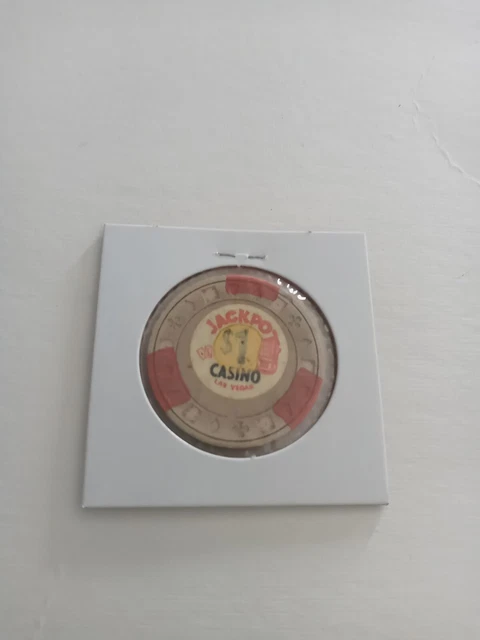 JACKPOT
$1
CASINO
LAS VEGAS